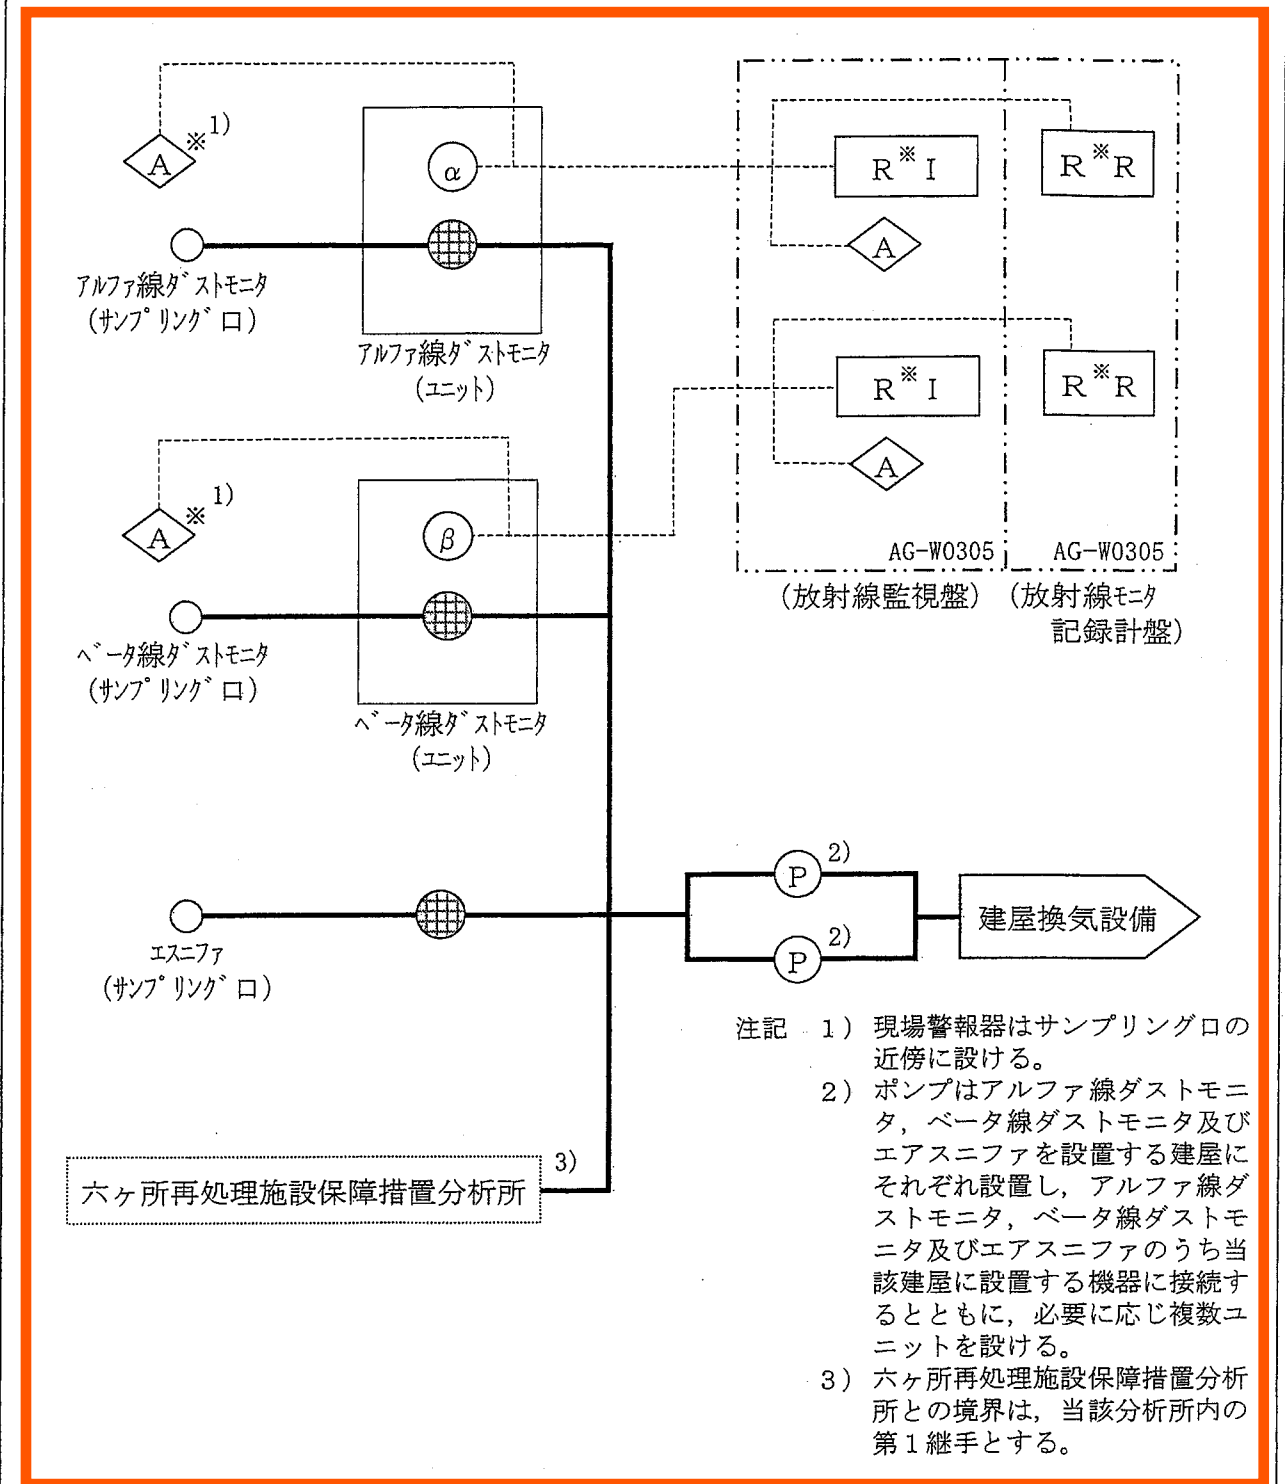 A ※ 1)
α
R※I
R※R
A
アルファ線ダストモニタ
(サンプリング口)
アルファ線ダストモニタ
(ユニット)
R※I
R※R
A
A ※ 1)
β
AG-W0305
AG-W0305
(放射線監視盤)
(放射線モニタ
記録計盤)
ベータ線ダストモニタ
(サンプリング口)
ベータ線ダストモニタ
(ユニット)
P 2)
P 2)
建屋換気設備
エスニファ
(サンプリング口)
六ヶ所再処理施設保障措置分析所 3)
注記 1) 現場警報器はサンプリング口の
近傍に設ける。
2) ポンプはアルファ線ダストモニ
タ，ベータ線ダストモニタ及び
エアスニファを設置する建屋に
それぞれ設置し，アルファ線ダ
ストモニタ，ベータ線ダストモ
ニタ及びエアスニファのうち当
該建屋に設置する機器に接続す
るとともに，必要に応じ複数ユ
ニットを設ける。
3) 六ヶ所再処理施設保障措置分析
所との境界は，当該分析所内の
第1継手とする。